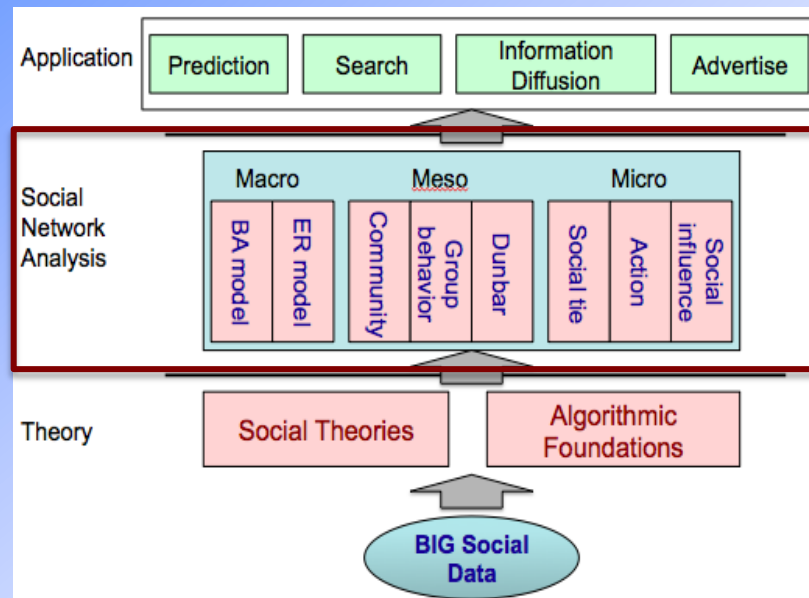 Application
Prediction
Search
Information
Diffusion
Advertise
Social
Network
Analysis
Macro
Meso
Micro
BA model
ER model
Community
Group
behavior
Dunbar
Social tie
Action
Social
influence
Theory
Social Theories
Algorithmic
Foundations
BIG Social
Data